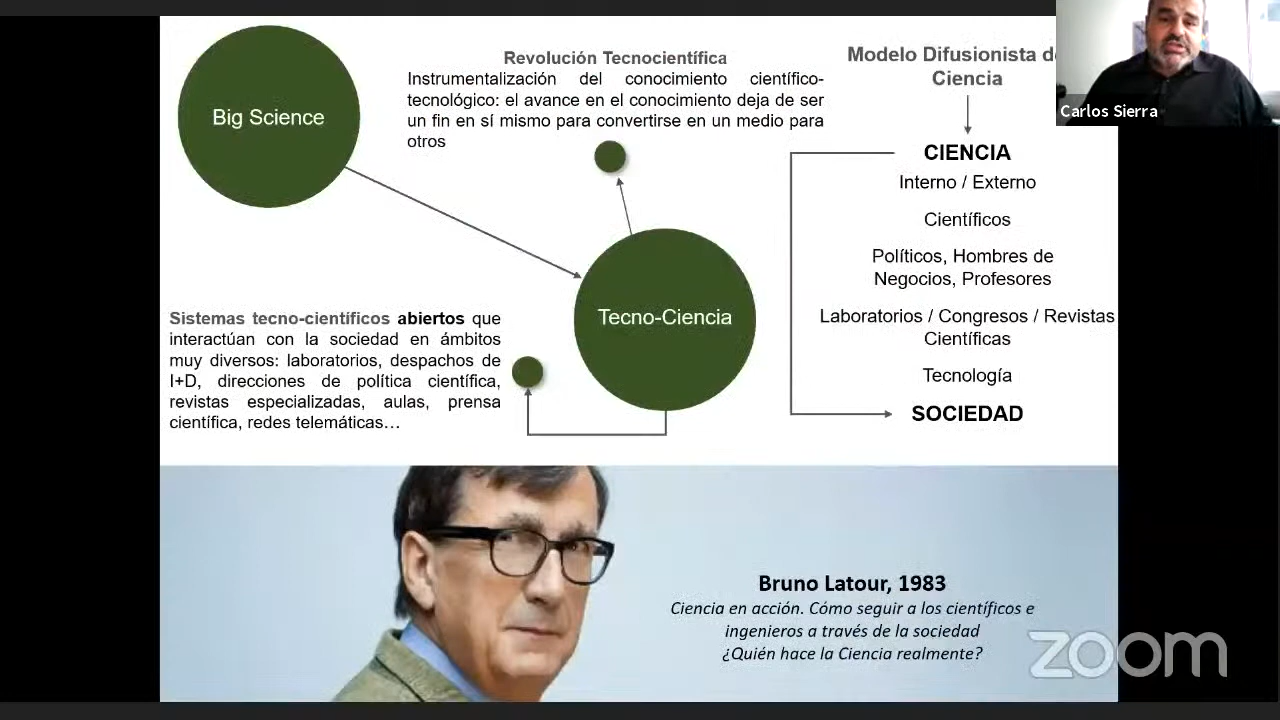 Big Science
Revolución Tecnocientífica
Instrumentalización del conocimiento científico-
tecnológico: el avance en el conocimiento deja de ser
un fin en sí mismo para convertirse en un medio para
otros
Modelo Difusionista de
Ciencia
Carlos Sierra
CIENCIA
Interno / Externo
Científicos
Políticos, Hombres de
Negocios, Profesores
Laboratorios / Congresos / Revistas
Científicas
Tecnología
SOCIEDAD
Tecno-Ciencia
Sistemas tecno-científicos abiertos que
interactúan con la sociedad en ámbitos
muy diversos: laboratorios, despachos de
I+D, direcciones de política científica,
revistas especializadas, aulas, prensa
científica, redes telemáticas…
Bruno Latour, 1983
Ciencia en acción. Cómo seguir a los científicos e
ingenieros a través de la sociedad
¿Quién hace la Ciencia realmente?
zoom